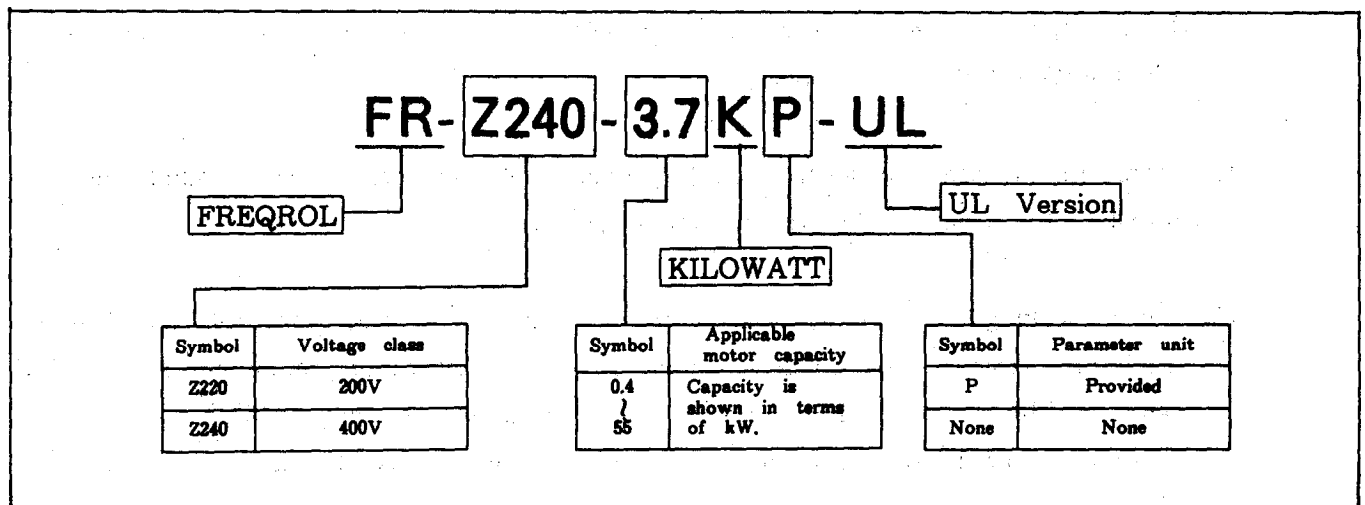 FR-Z240-3.7KP-UL
FREQROL
UL Version
KILOWATT
Symbol Voltage class
Z220 200V
Z240 400V
Symbol Applicable motor capacity
0.4 ~ 55 Capacity is shown in terms of kW.
Symbol Parameter unit
P Provided
None None